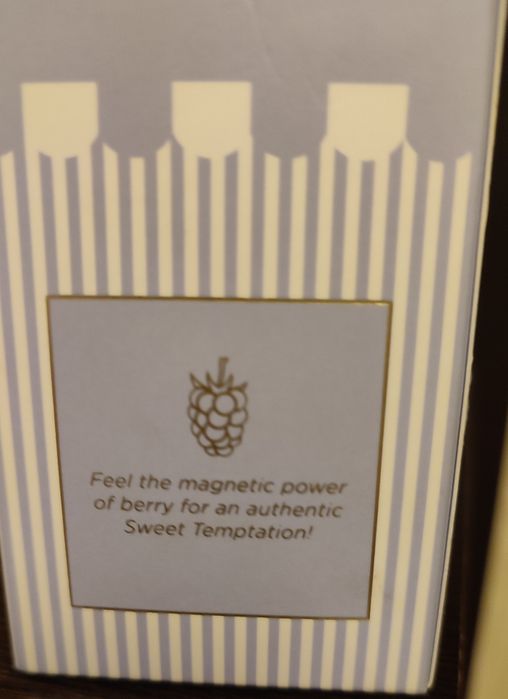 Feel the magnetic power
of berry for an authentic
Sweet Temptation!